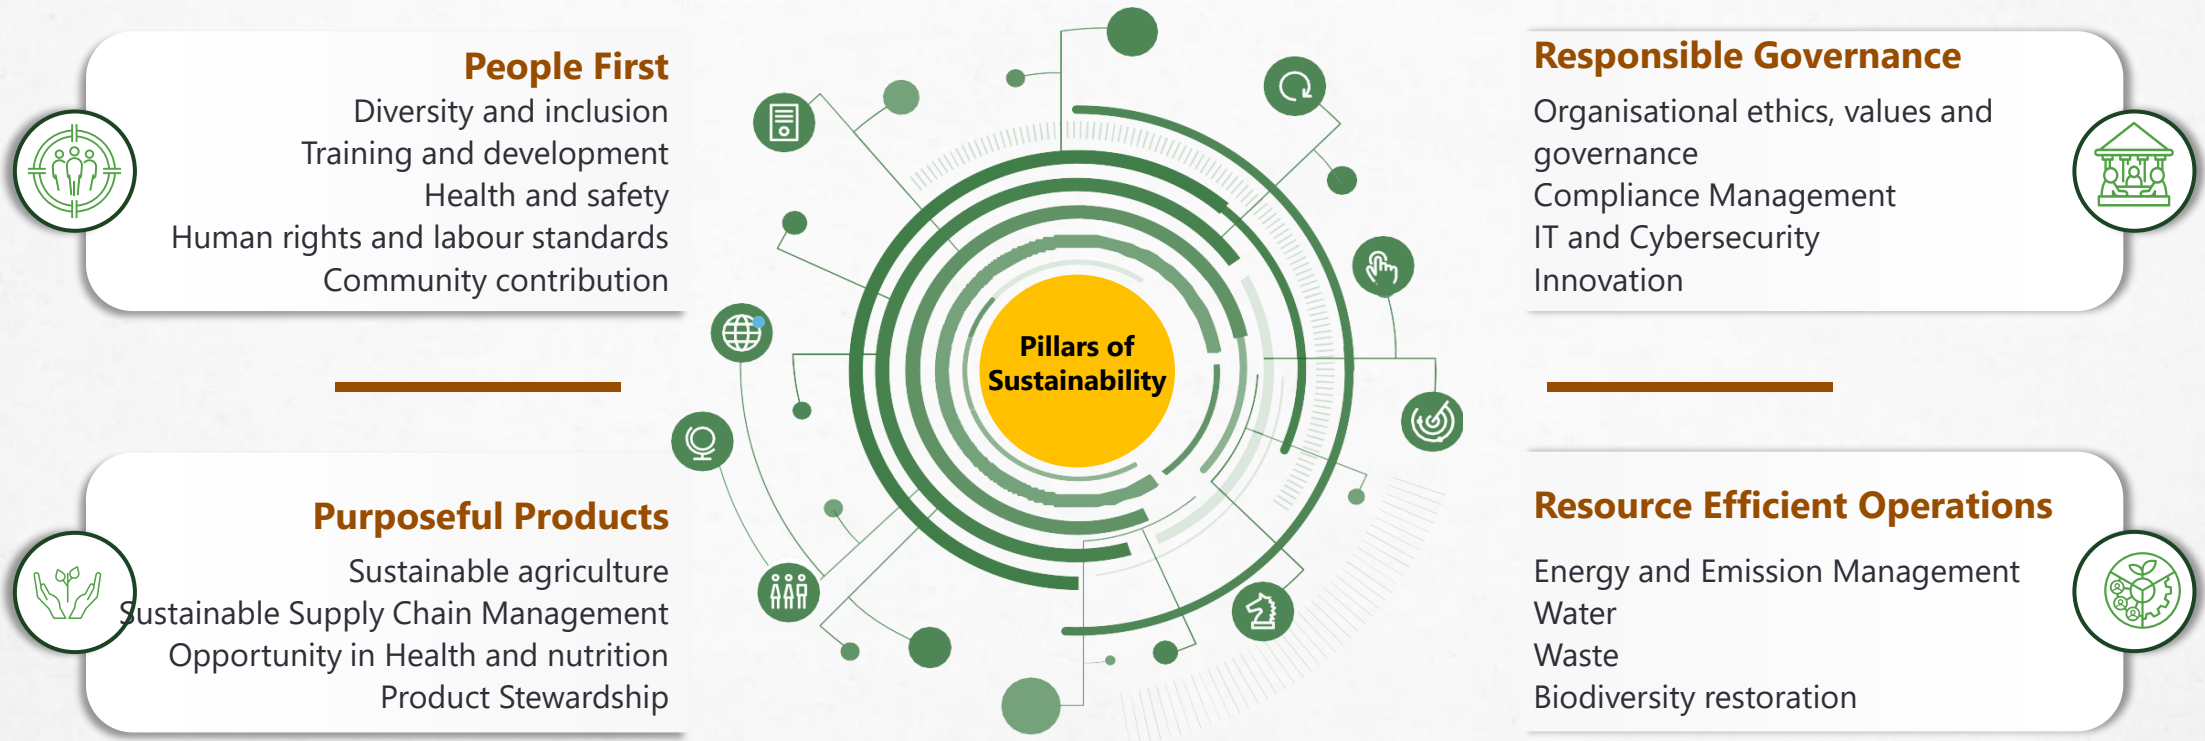 People First
Diversity and inclusion
Training and development
Health and safety
Human rights and labour standards
Community contribution
Purposeful Products
Sustainable agriculture
Sustainable Supply Chain Management
Opportunity in Health and nutrition
Product Stewardship
Pillars of
Sustainability
Responsible Governance
Organisational ethics, values and
governance
Compliance Management
IT and Cybersecurity
Innovation
Resource Efficient Operations
Energy and Emission Management
Water
Waste
Biodiversity restoration